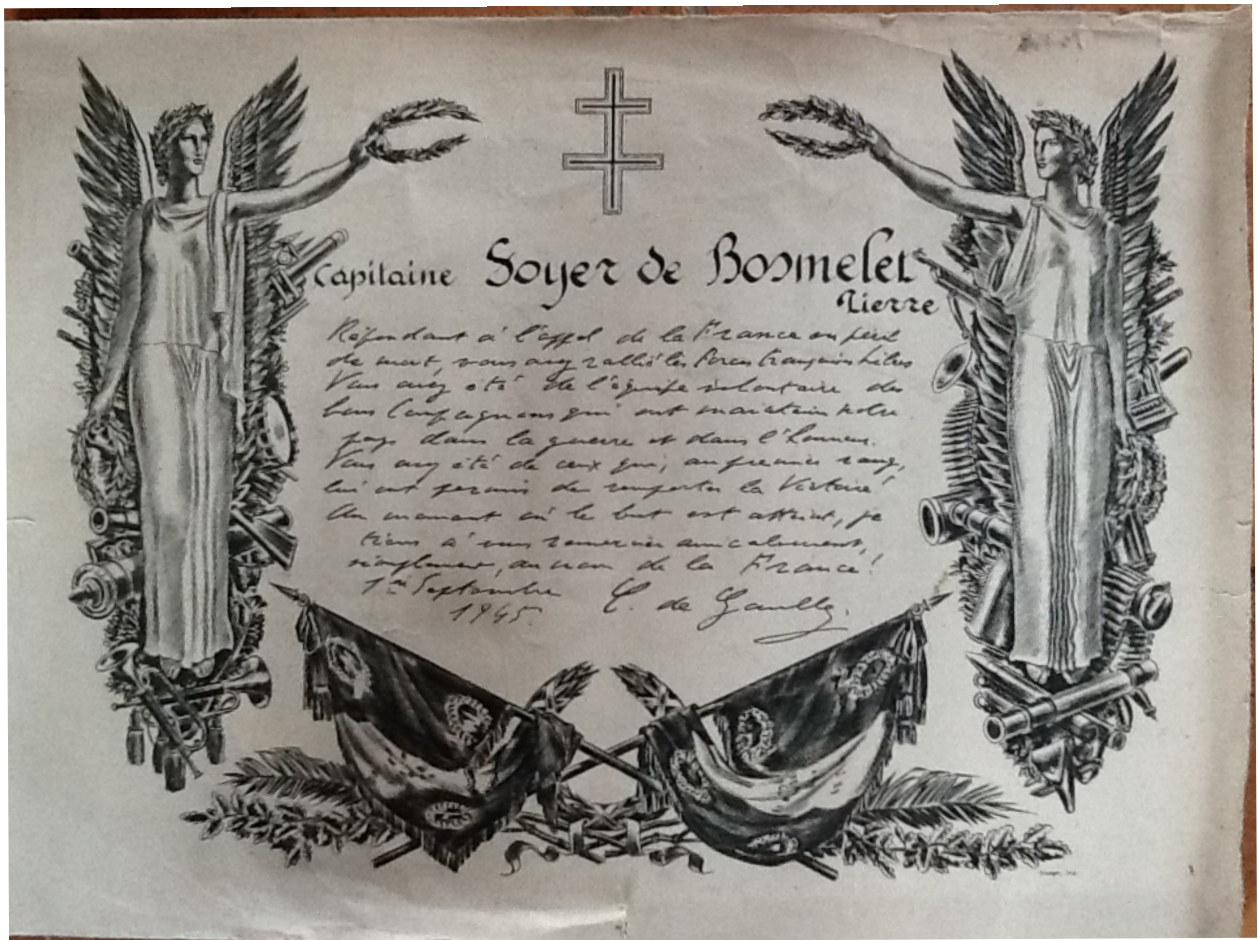 Capitaine Soyer de Bosmelet
Pierre
Répondant à l'appel de la France en péril
de mort, vous avez rallié les Forces Françaises Libres
Vous avez été de l'équipe volontaire des
bons Compagnons qui ont maintenu notre
pays dans la guerre et dans l'honneur.
Vous avez été de ceux qui, au premier rang,
lui ont permis de remporter la Victoire!
Au moment où le but est atteint, je
tiens à vous remercier amicalement,
simplement, au nom de la France!
1er Septembre
1945. C. de Gaulle.